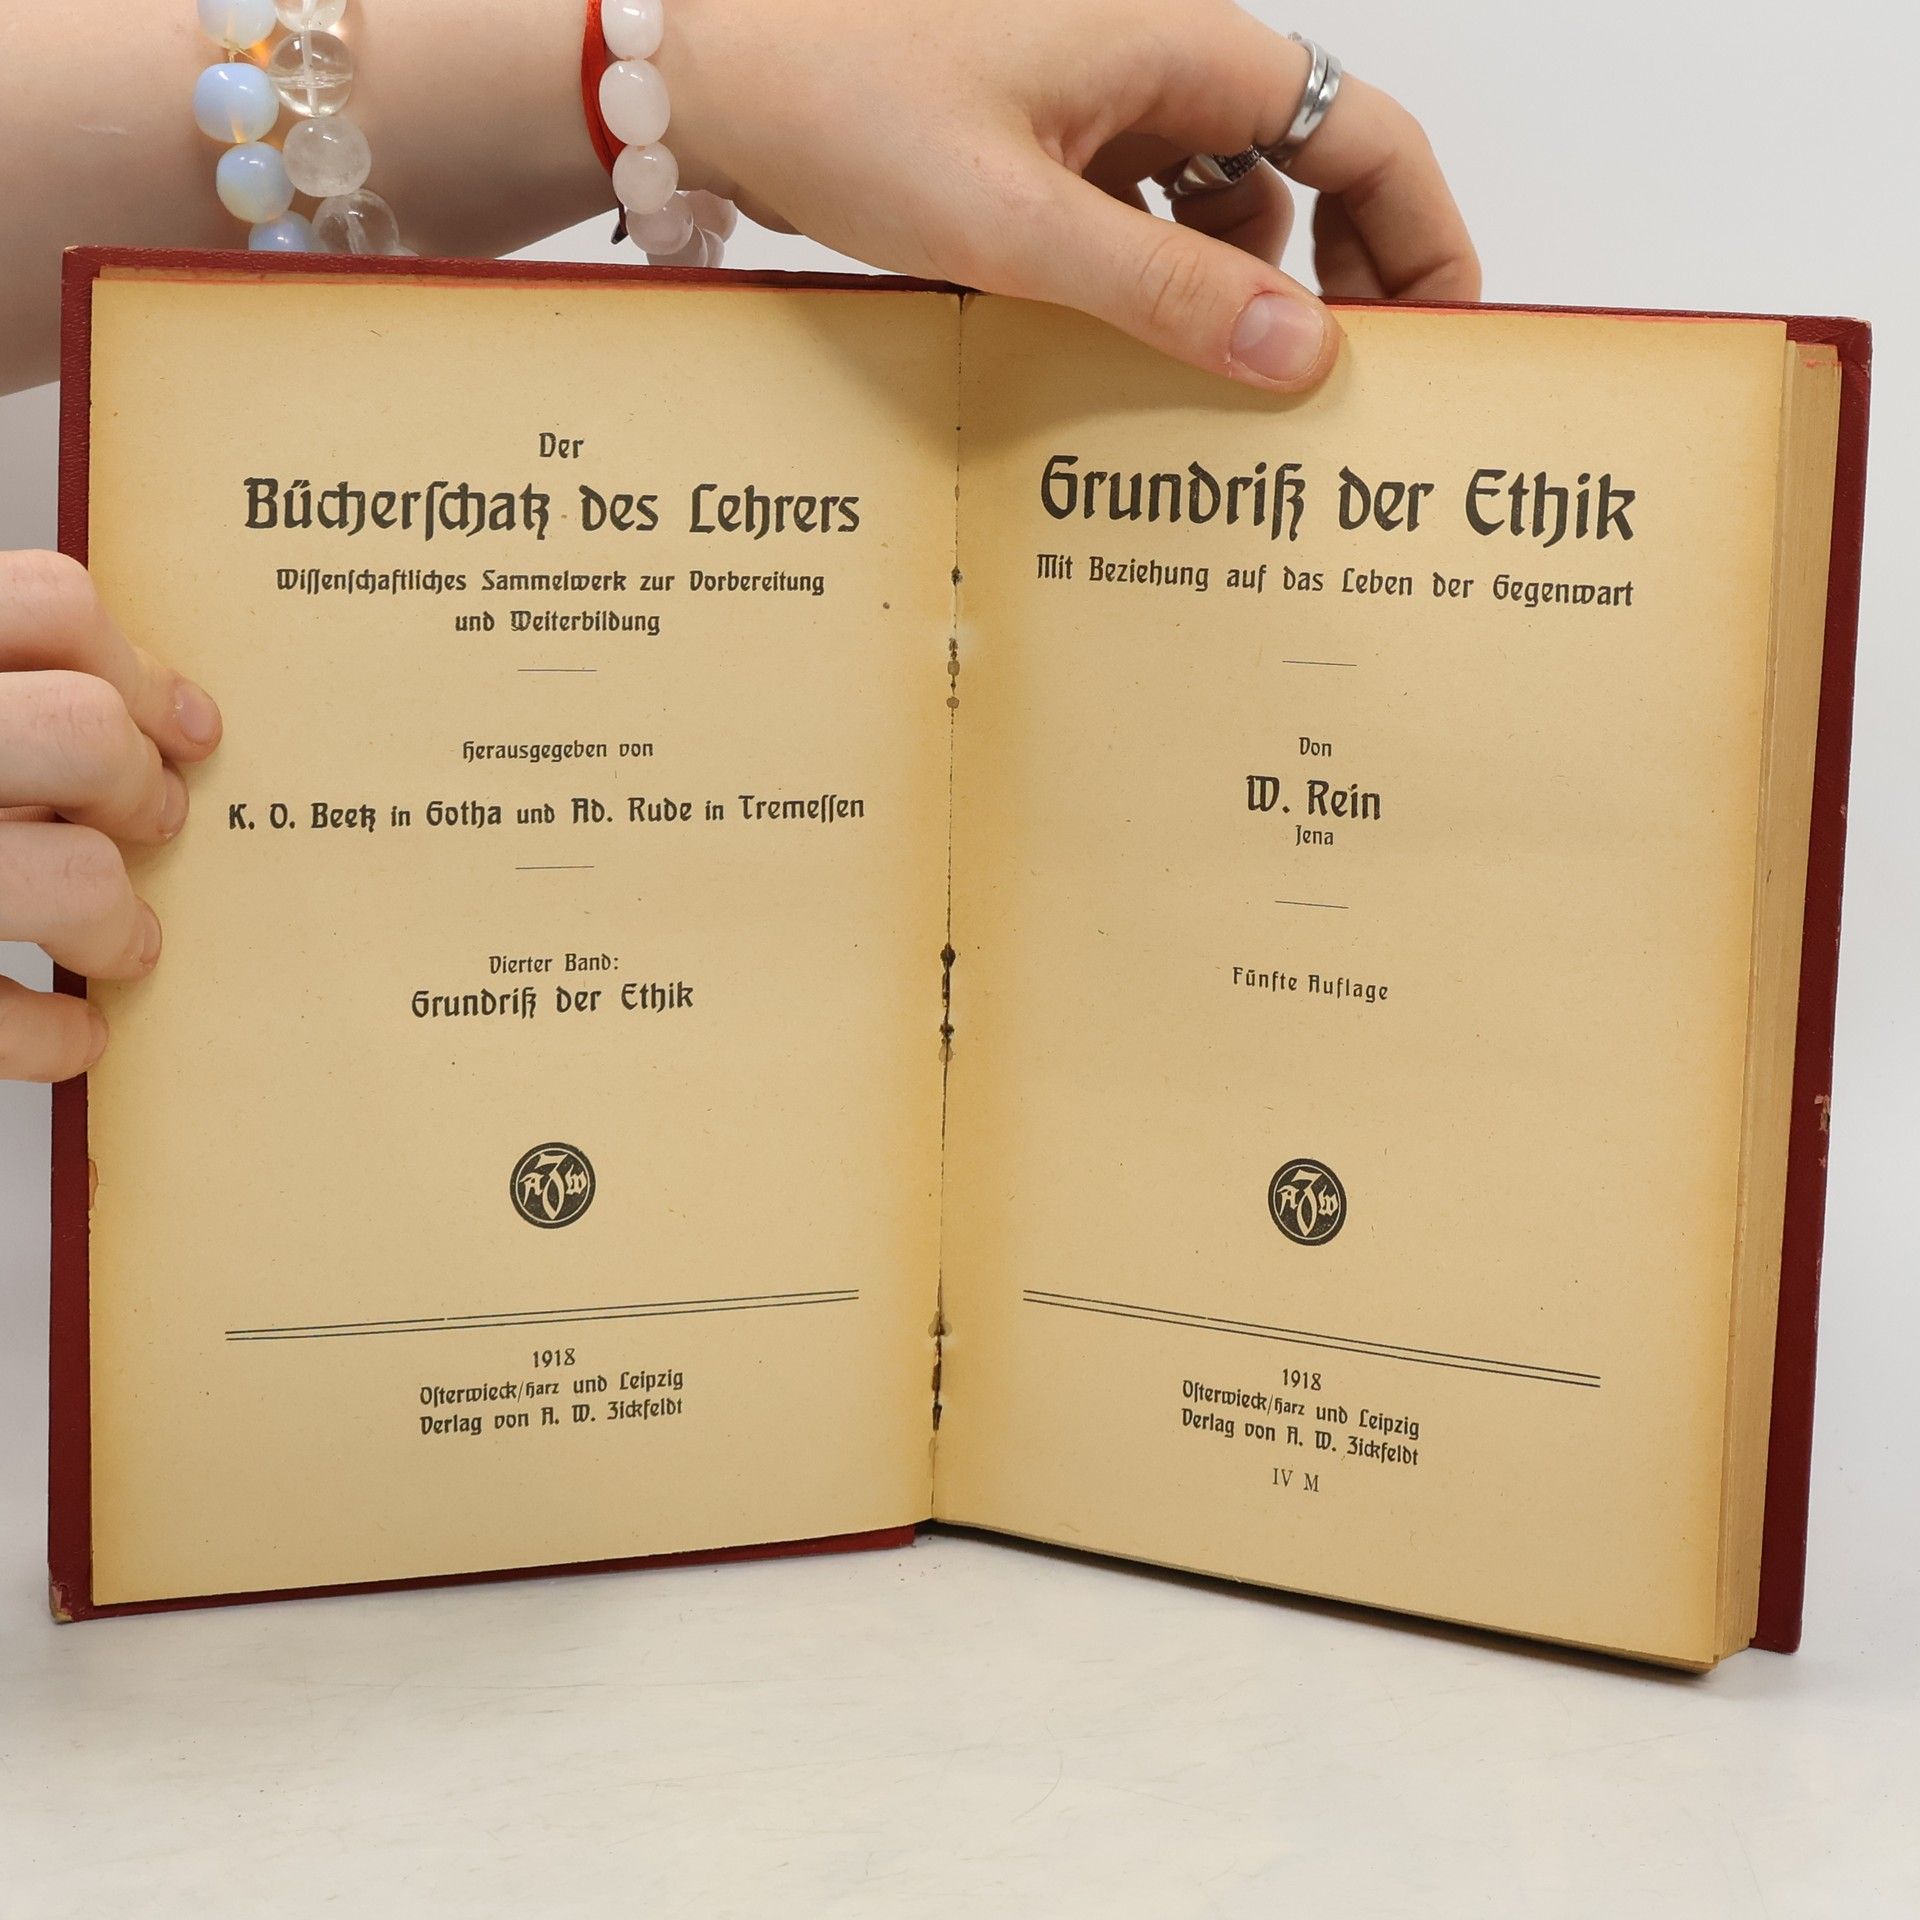 Der
Bücherschatz des Lehrers
Wissenschaftliches Sammelwerk zur Vorbereitung
und Weiterbildung
Herausgegeben von
K. O. Beetz in Gotha und Ad. Rude in Tremessen
Vierter Band:
Grundriß der Ethik
AZW
1918
Osterwieck/Harz und Leipzig
Verlag von A. W. Zickfeldt
Grundriß der Ethik
Mit Beziehung auf das Leben der Gegenwart
Von
W. Rein
Jena
Fünfte Auflage
AZW
1918
Osterwieck/Harz und Leipzig
Verlag von A. W. Zickfeldt
IV M